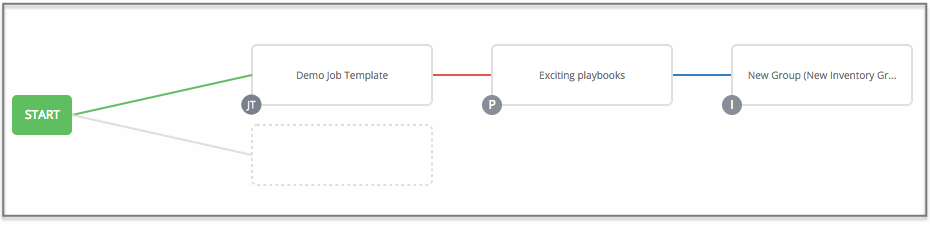 START
Demo Job Template
JT
Exciting playbooks
P
New Group (New Inventory Gr...
I